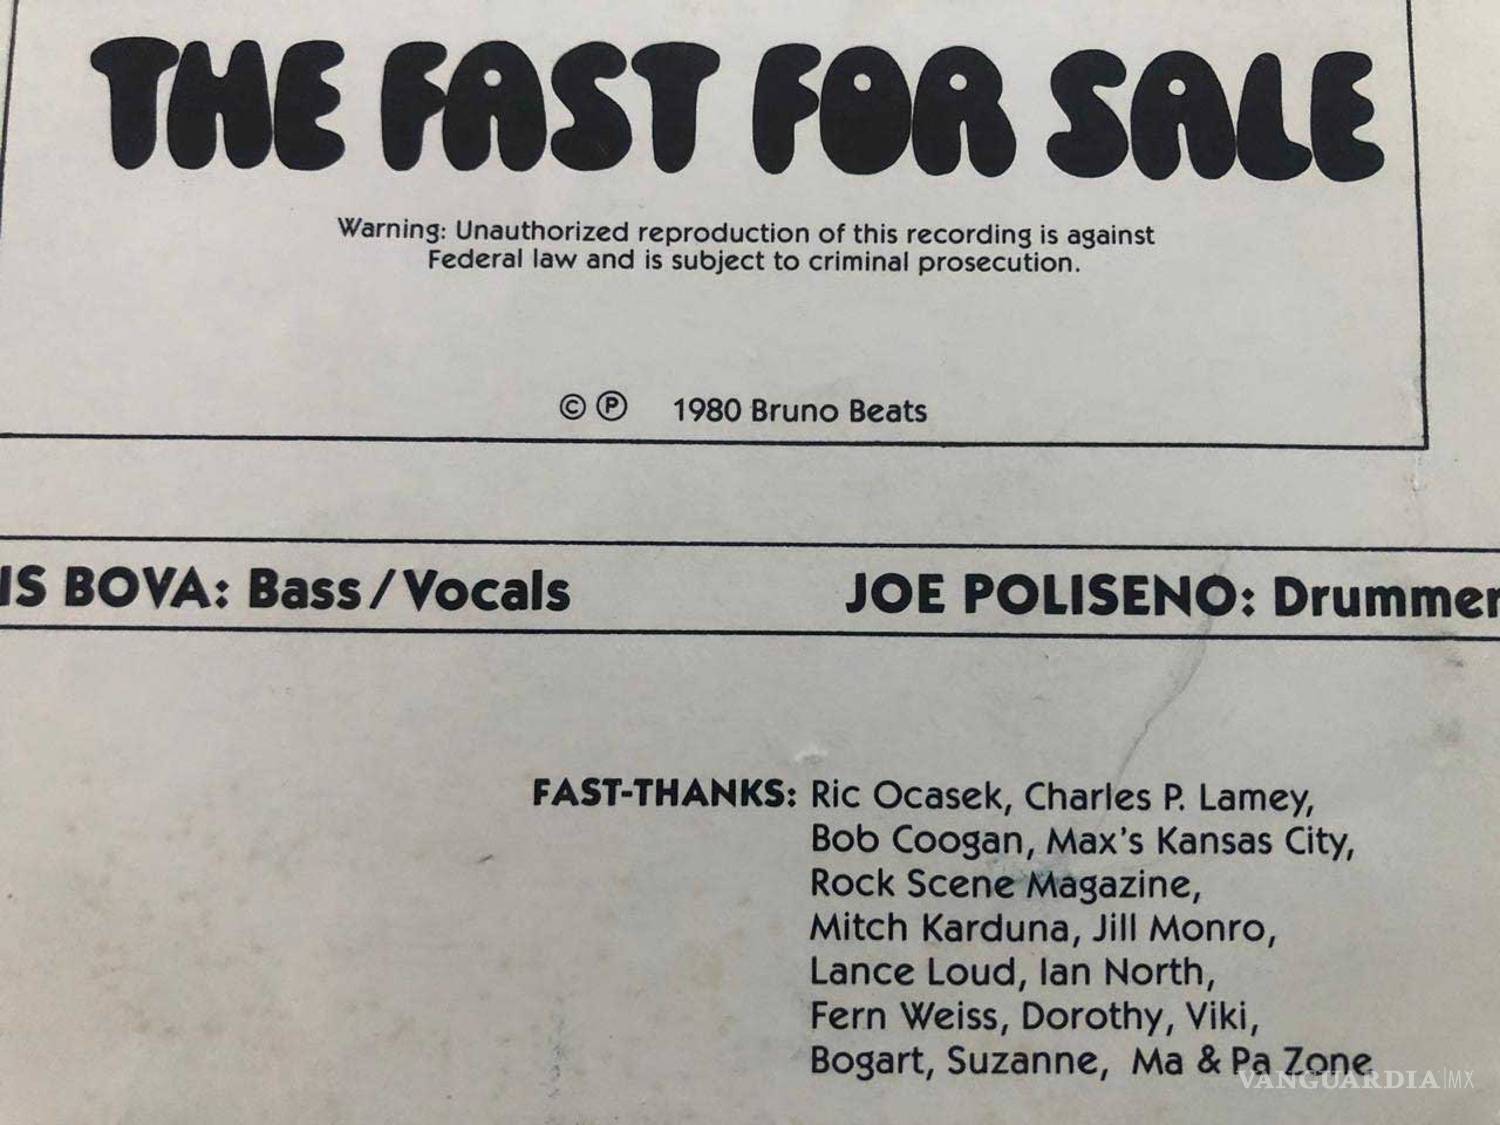 THE FAST FOR SALE
Warning: Unauthorized reproduction of this recording is against
Federal law and is subject to criminal prosecution.
© ℗ 1980 Bruno Beats
IS BOVA: Bass/Vocals JOE POLISENO: Drummer
FAST-THANKS: Ric Ocasek, Charles P. Lamey,
Bob Coogan, Max's Kansas City,
Rock Scene Magazine,
Mitch Karduna, Jill Monro,
Lance Loud, Ian North,
Fern Weiss, Dorothy, Viki,
Bogart, Suzanne, Ma & Pa Zone
VANGUARDIA|MX